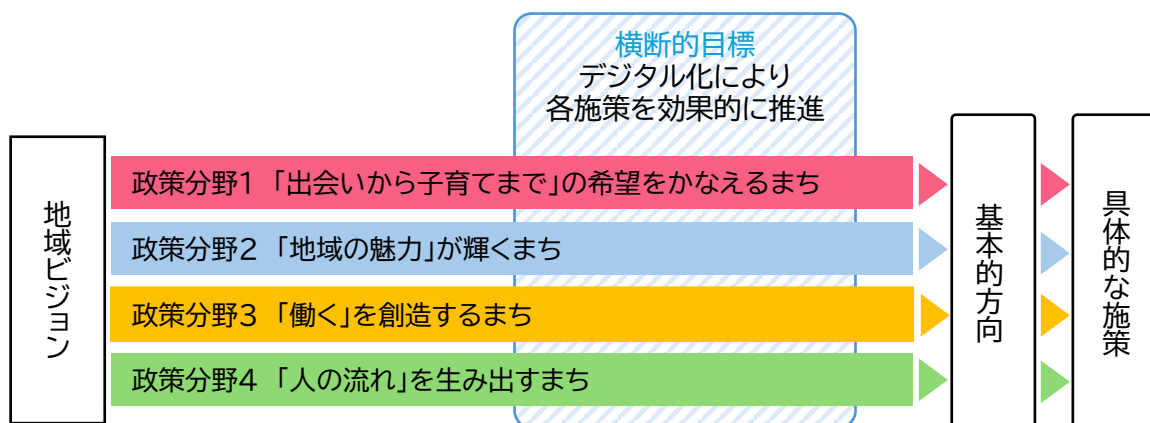 横断的目標
デジタル化により
各施策を効果的に推進
地域ビジョン
政策分野1 「出会いから子育てまで」の希望をかなえるまち
政策分野2 「地域の魅力」が輝くまち
政策分野3 「働く」を創造するまち
政策分野4 「人の流れ」を生み出すまち
基本的方向
具体的な施策